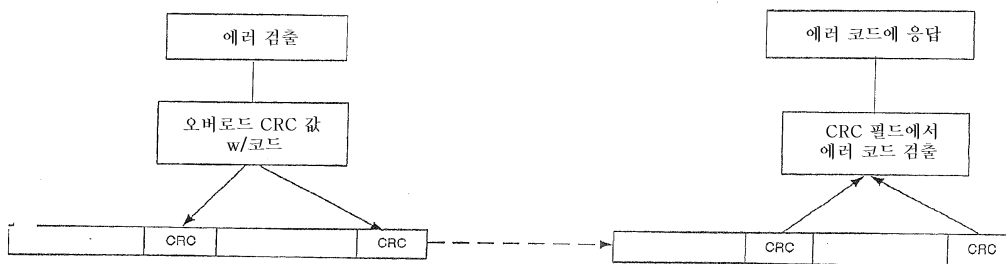 에러 검출
에러 코드에 응답
오버로드 CRC 값
w/코드
CRC 필드에서
에러 코드 검출
CRC
CRC
CRC
CRC